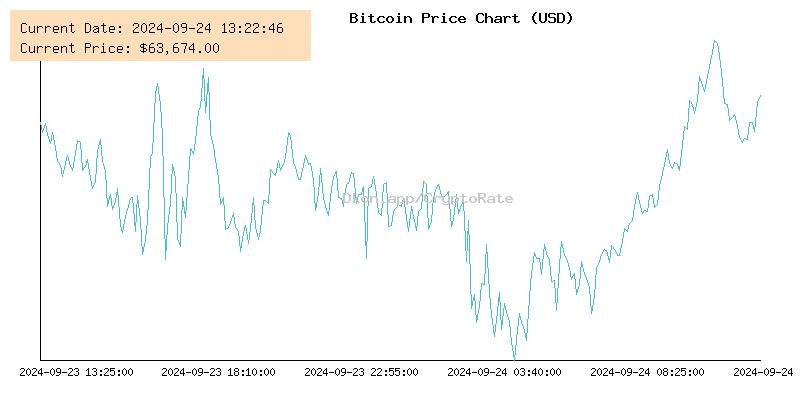 Bitcoin Price Chart (USD)
Current Date: 2024-09-24 13:22:46
Current Price: $63,674.00
Ohon.app/CryptoRate
2024-09-23 13:25:00 2024-09-23 18:10:00 2024-09-23 22:55:00 2024-09-24 03:40:00 2024-09-24 08:25:00 2024-09-24